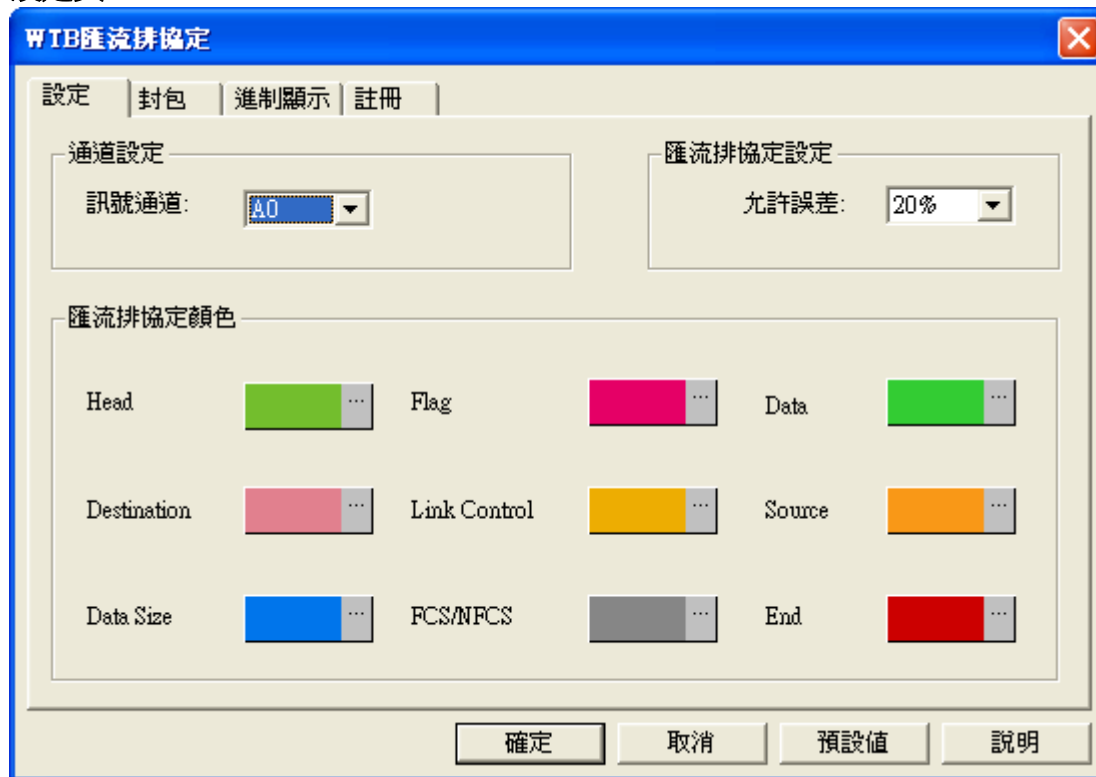 WTB匯流排協定
設定 封包 進制顯示 註冊
通道設定 匯流排協定設定
訊號通道: A0 允許誤差: 20%
匯流排協定顏色
Head ... Flag ... Data ...
Destination ... Link Control ... Source ...
Data Size ... FCS/NFCS ... End ...
確定 取消 預設值 說明